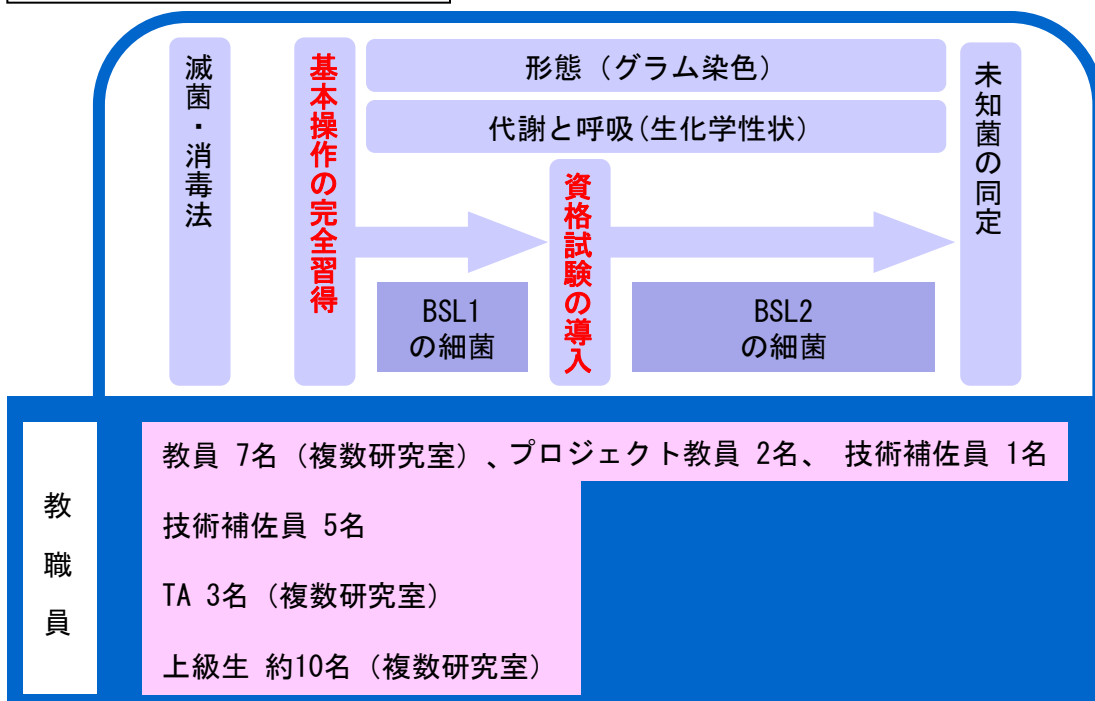 滅菌・消毒法
基本操作の完全習得
形態（グラム染色）
代謝と呼吸(生化学性状)
資格試験の導入
BSL1
の細菌
BSL2
の細菌
未知菌の同定
教職員
教員 7名（複数研究室）、プロジェクト教員 2名、 技術補佐員 1名
技術補佐員 5名
TA 3名（複数研究室）
上級生 約10名（複数研究室）